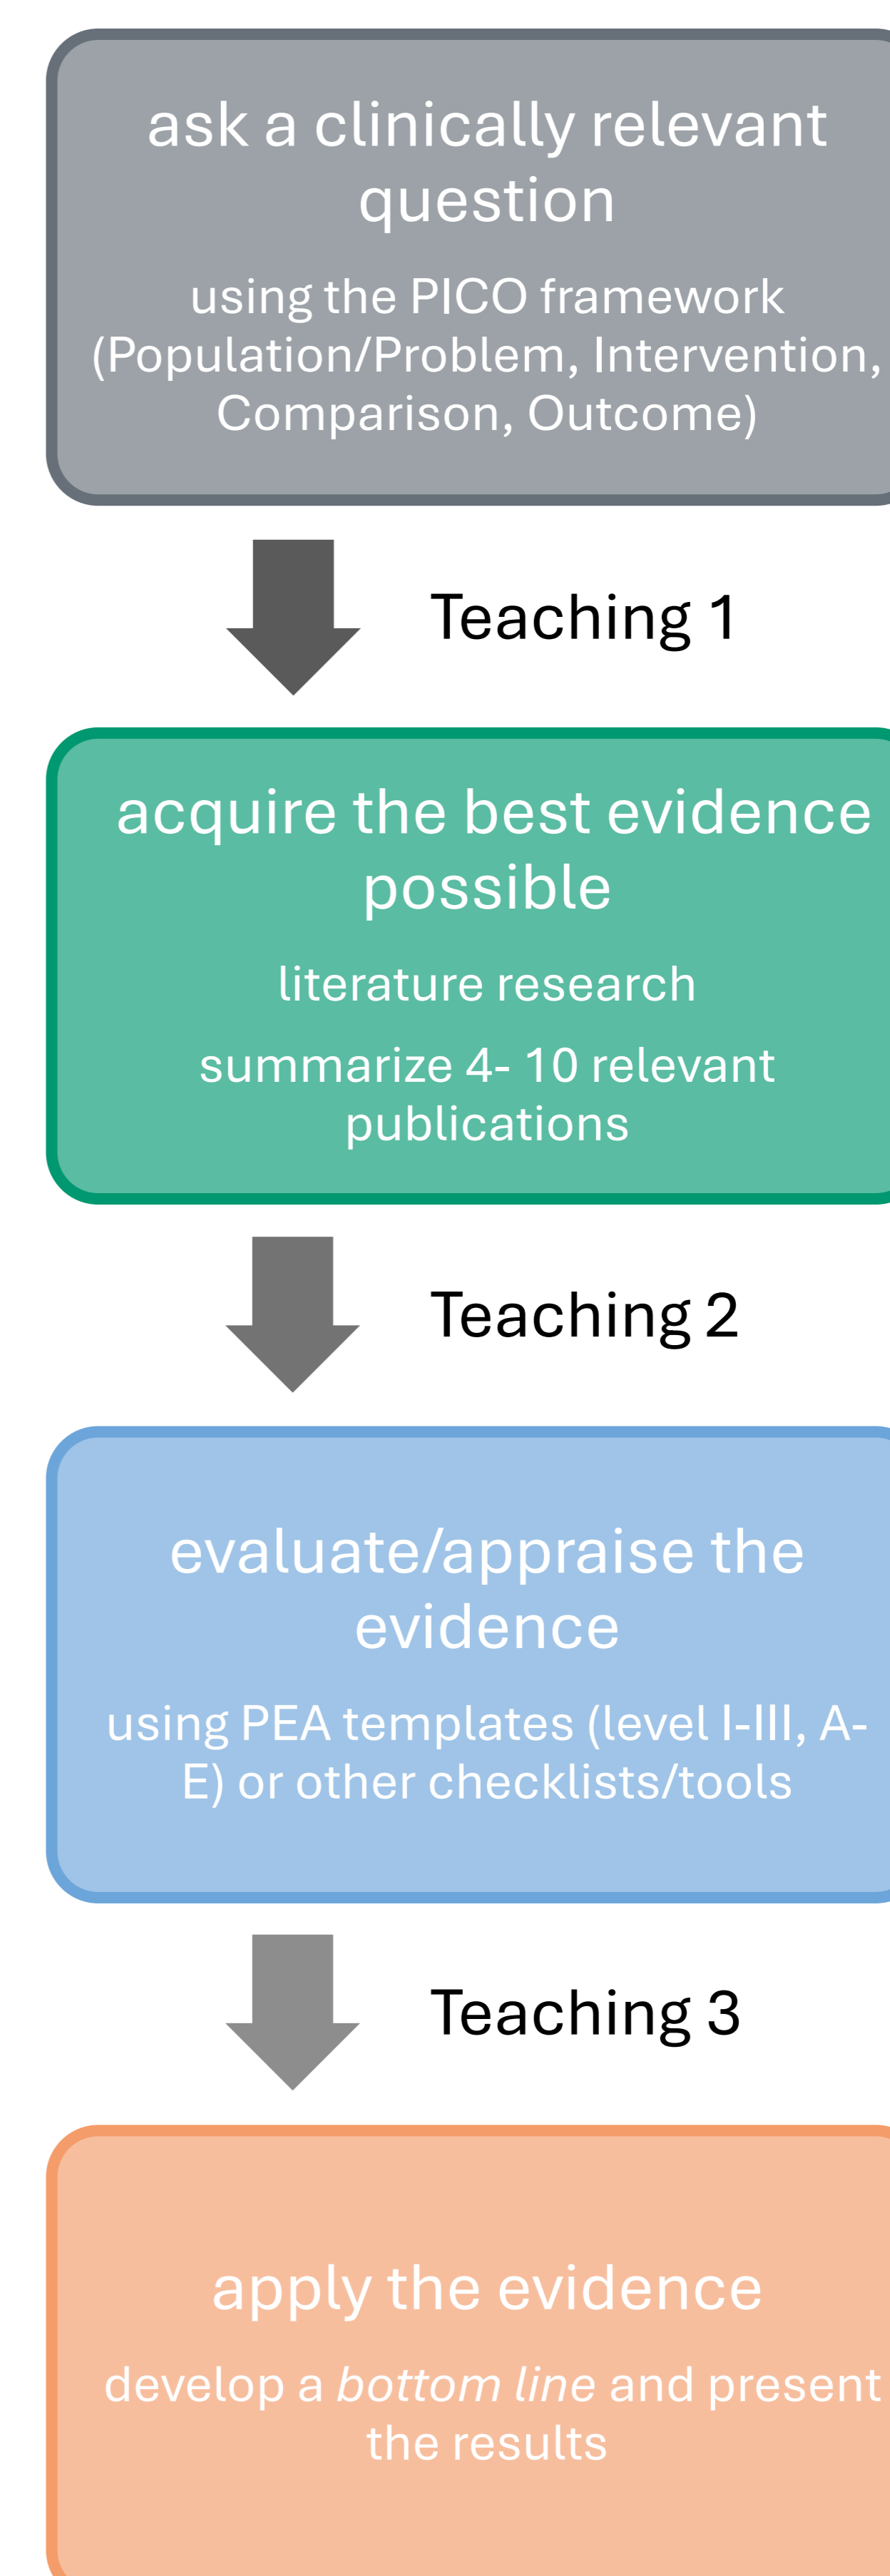 ask a clinically relevant
question
using the PICO framework
(Population/Problem, Intervention,
Comparison, Outcome)
Teaching 1
acquire the best evidence
possible
literature research
summarize 4- 10 relevant
publications
Teaching 2
evaluate/appraise the
evidence
using PEA templates (level I-III, A-
E) or other checklists/tools
Teaching 3
apply the evidence
develop a bottom line and present
the results